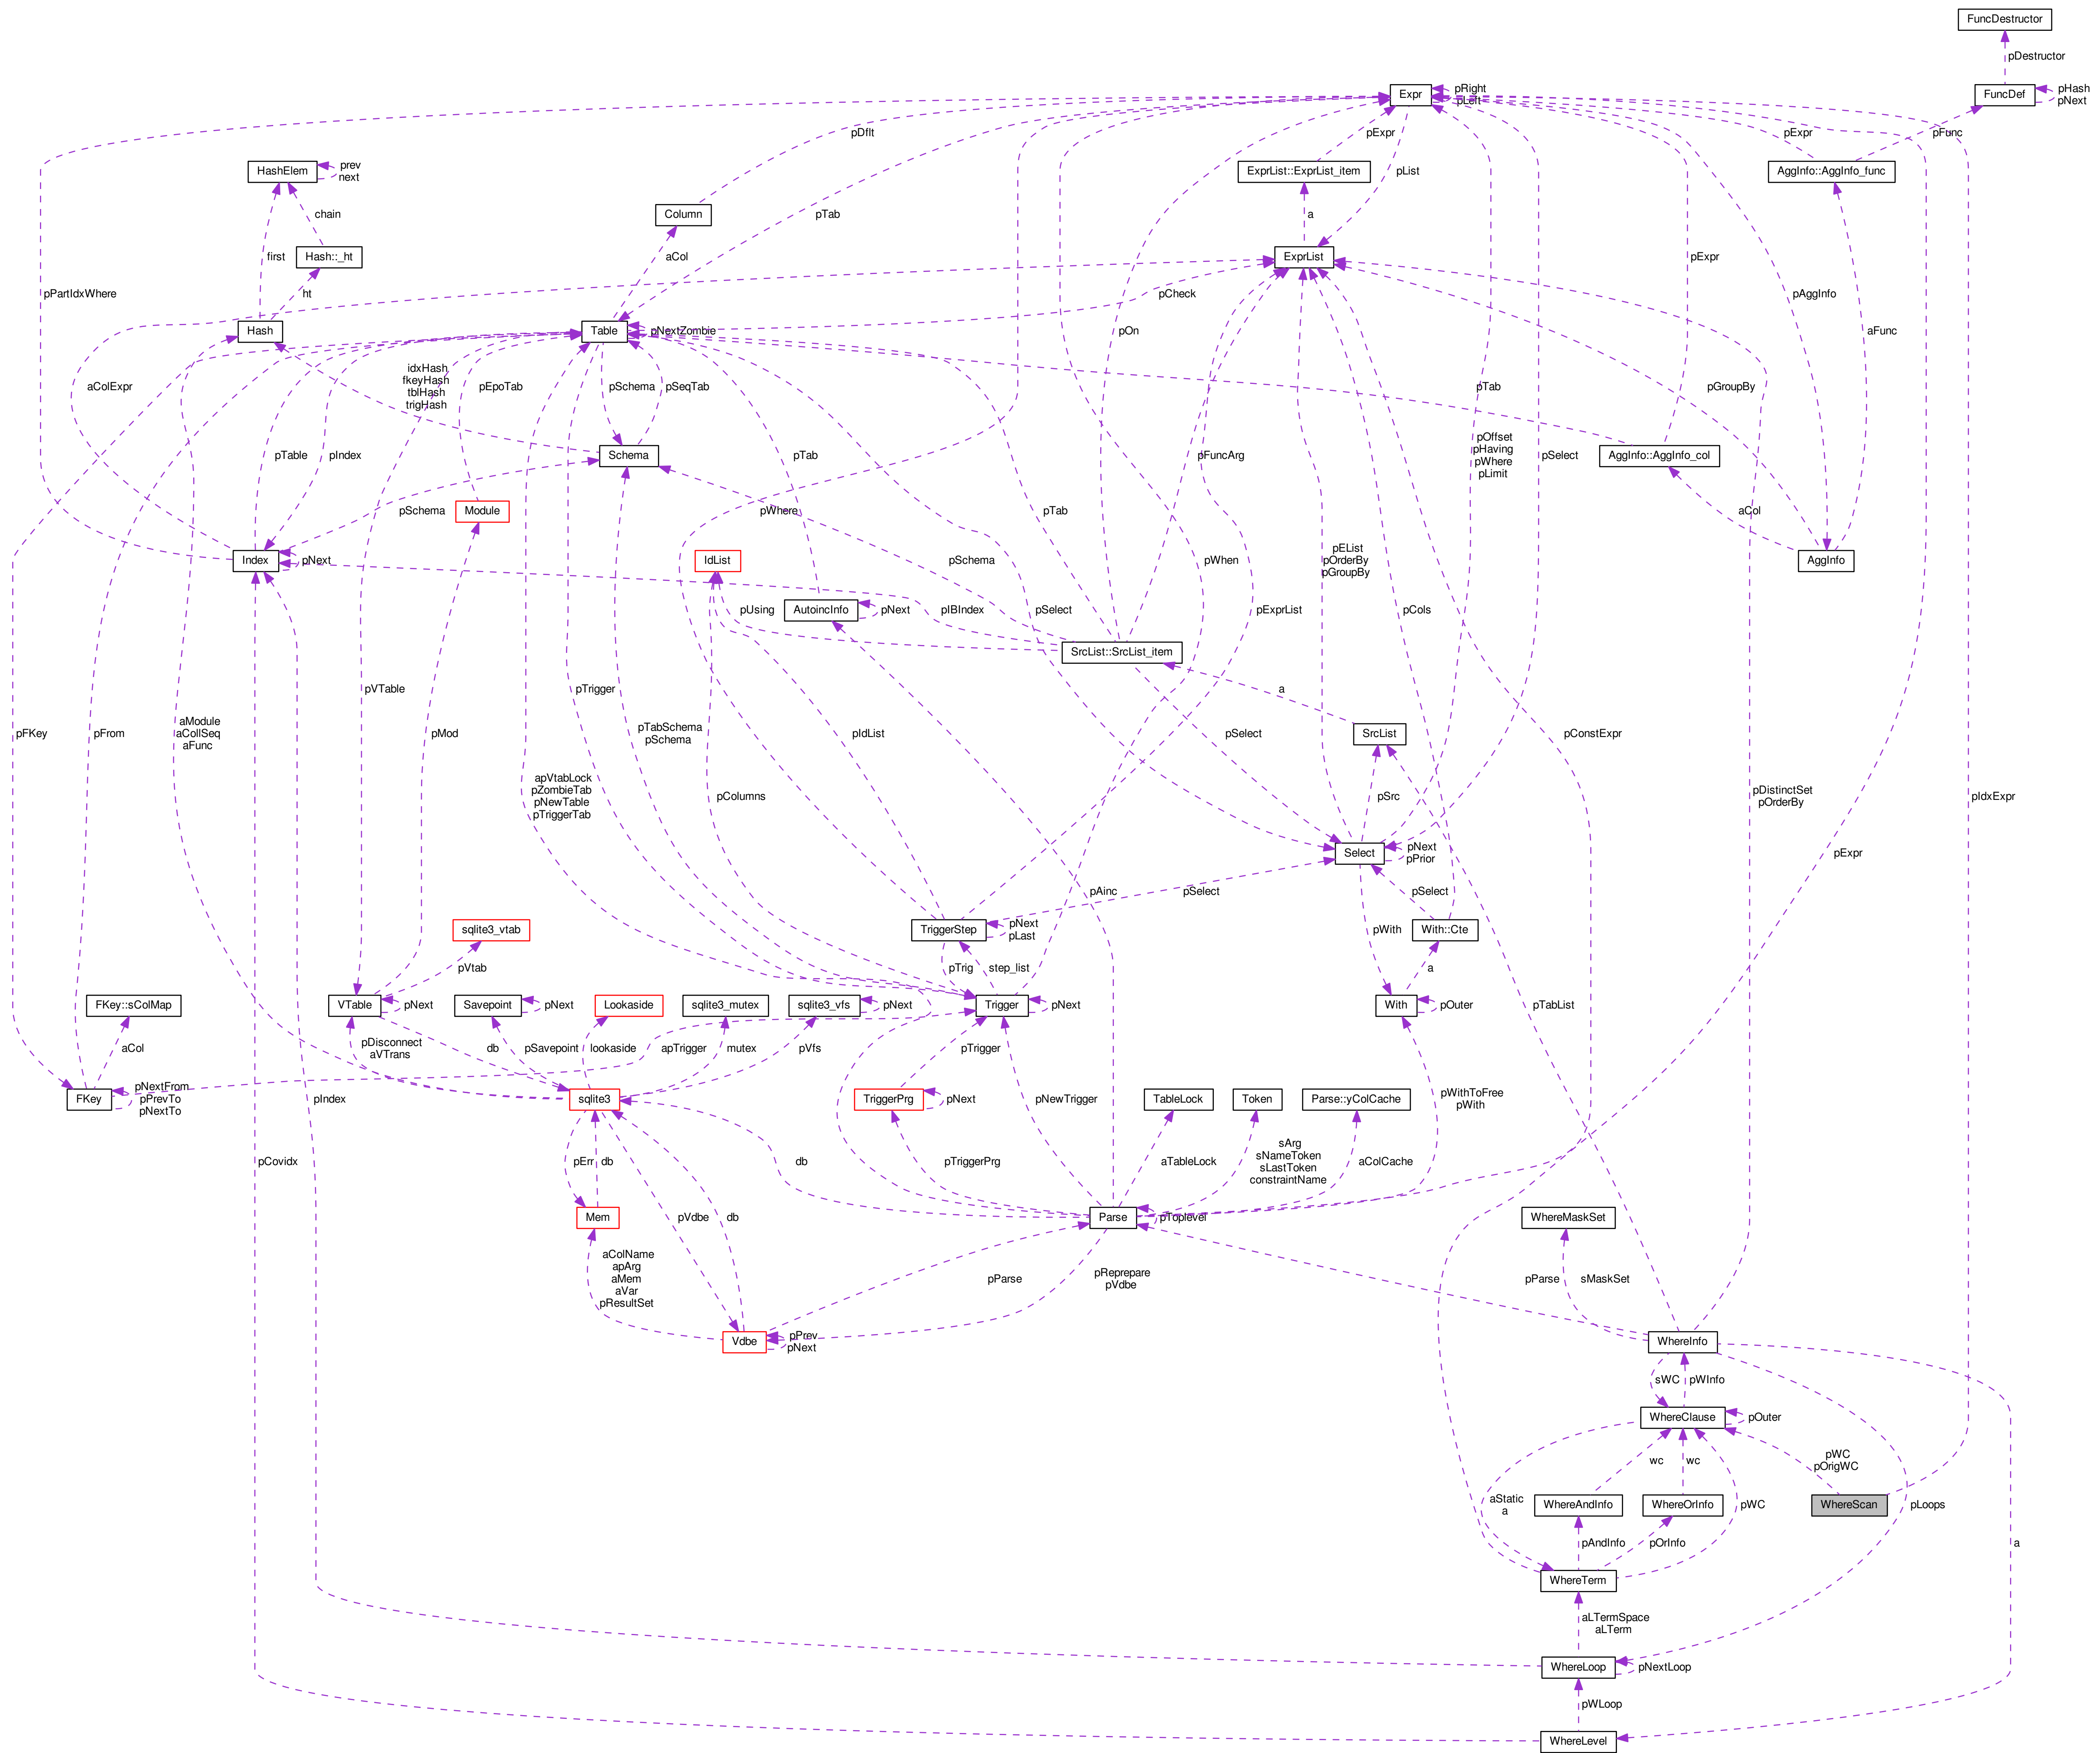 FuncDestructor
pDestructor
Expr
pRight
pLeft
FuncDef
pHash
pNext
pDflt
pExpr
pExpr
pFunc
HashElem
prev
next
ExprList::ExprList_item
pList
AggInfo::AggInfo_func
chain
Column
pTab
a
first
Hash::_ht
aCol
ExprList
pExpr
pPartIdxWhere
ht
pCheck
pAggInfo
Hash
Table
pNextZombie
pOn
aFunc
aColExpr
idxHash
fkeyHash
tblHash
trigHash
pEpoTab
pSchema
pSeqTab
pTab
pGroupBy
pTable
pIndex
Schema
pTab
pFuncArg
pOffset
pHaving
pWhere
pLimit
pSelect
AggInfo::AggInfo_col
pSchema
Module
pWhere
pTab
aCol
Index
pNext
IdList
pSchema
pWhen
pEList
pOrderBy
pGroupBy
AggInfo
AutoincInfo
pNext
pUsing
pIBIndex
pSelect
pExprList
pCols
SrcList::SrcList_item
pVTable
pTrigger
a
pFKey
pFrom
aModule
aCollSeq
aFunc
pMod
pTabSchema
pSchema
pIdList
pSelect
SrcList
pConstExpr
apVtabLock
pZombieTab
pNewTable
pTriggerTab
pColumns
pSrc
pDistinctSet
pOrderBy
pIdxExpr
Select
pNext
pPrior
pExpr
pAinc
pSelect
pSelect
sqlite3_vtab
TriggerStep
pNext
pLast
pWith
With::Cte
pVtab
pTrig
step_list
a
FKey::sColMap
VTable
pNext
Savepoint
pNext
Lookaside
sqlite3_mutex
sqlite3_vfs
pNext
Trigger
pNext
With
pOuter
pTabList
aCol
pDisconnect
aVTrans
db
pSavepoint
lookaside
apTrigger
mutex
pVfs
pTrigger
FKey
pNextFrom
pPrevTo
pNextTo
sqlite3
TriggerPrg
pNext
pNewTrigger
TableLock
Token
Parse::yColCache
pWithToFree
pWith
pIndex
pCovidx
pErr
db
db
pTriggerPrg
aTableLock
sArg
sNameToken
sLastToken
constraintName
aColCache
Mem
pVdbe
db
Parse
pToplevel
WhereMaskSet
aColName
apArg
aMem
aVar
pResultSet
pParse
pReprepare
pVdbe
pParse
sMaskSet
Vdbe
pPrev
pNext
WhereInfo
sWC
pWInfo
WhereClause
pOuter
wc
wc
pWC
pOrigWC
aStatic
a
WhereAndInfo
WhereOrInfo
pWC
WhereScan
pLoops
pAndInfo
pOrInfo
a
WhereTerm
aLTermSpace
aLTerm
WhereLoop
pNextLoop
pWLoop
WhereLevel